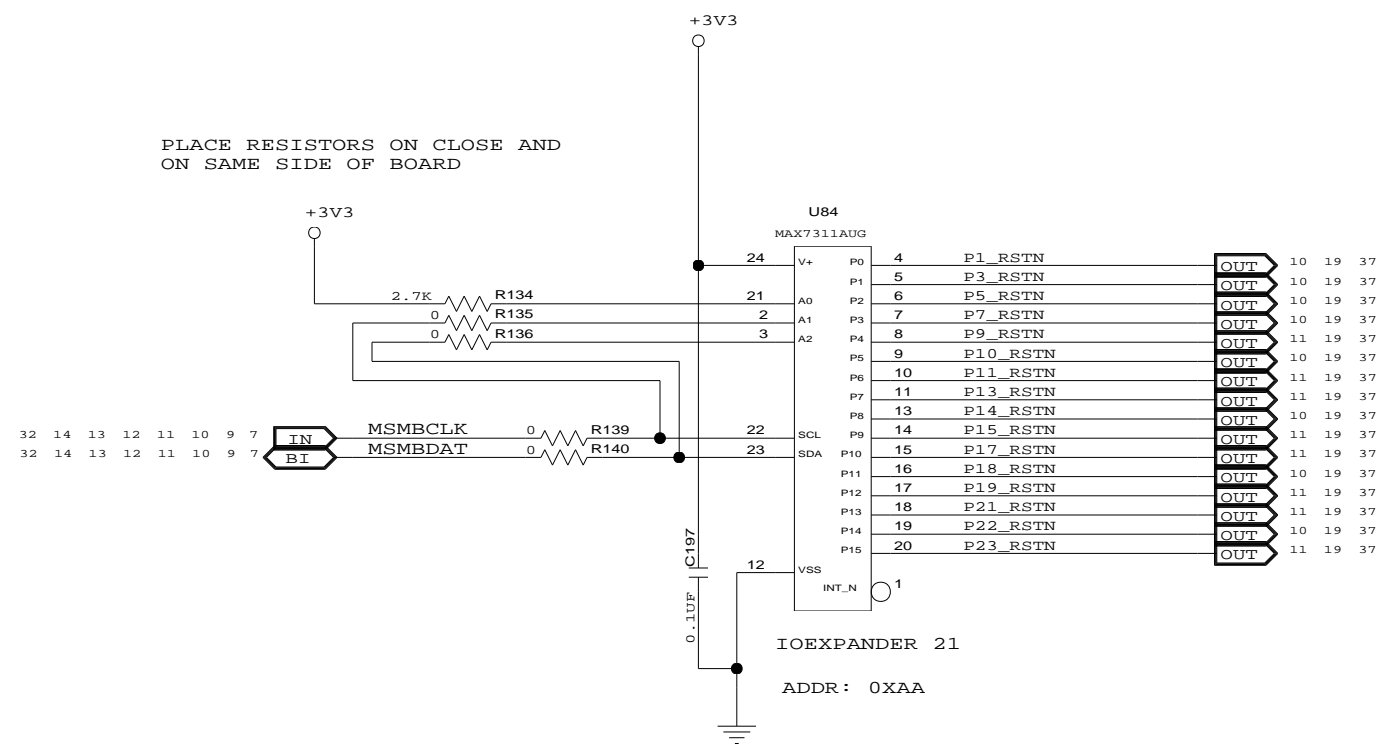 +3V3
PLACE RESISTORS ON CLOSE AND
ON SAME SIDE OF BOARD
+3V3
U84
MAX7311AUG
24 V+ P0 4 P1_RSTN OUT 10 19 37
P1 5 P3_RSTN OUT 10 19 37
2.7K R134 21 A0 P2 6 P5_RSTN OUT 10 19 37
0 R135 2 A1 P3 7 P7_RSTN OUT 10 19 37
0 R136 3 A2 P4 8 P9_RSTN OUT 11 19 37
P5 9 P10_RSTN OUT 10 19 37
P6 10 P11_RSTN OUT 11 19 37
P7 11 P13_RSTN OUT 11 19 37
P8 13 P14_RSTN OUT 10 19 37
32 14 13 12 11 10 9 7 IN MSMBCLK 0 R139 22 SCL P9 14 P15_RSTN OUT 11 19 37
32 14 13 12 11 10 9 7 BI MSMBDAT 0 R140 23 SDA P10 15 P17_RSTN OUT 11 19 37
P11 16 P18_RSTN OUT 10 19 37
P12 17 P19_RSTN OUT 11 19 37
P13 18 P21_RSTN OUT 11 19 37
P14 19 P22_RSTN OUT 10 19 37
P15 20 P23_RSTN OUT 11 19 37
C197
0.1UF
12 VSS
INT_N 1
IOEXPANDER 21
ADDR: 0XAA